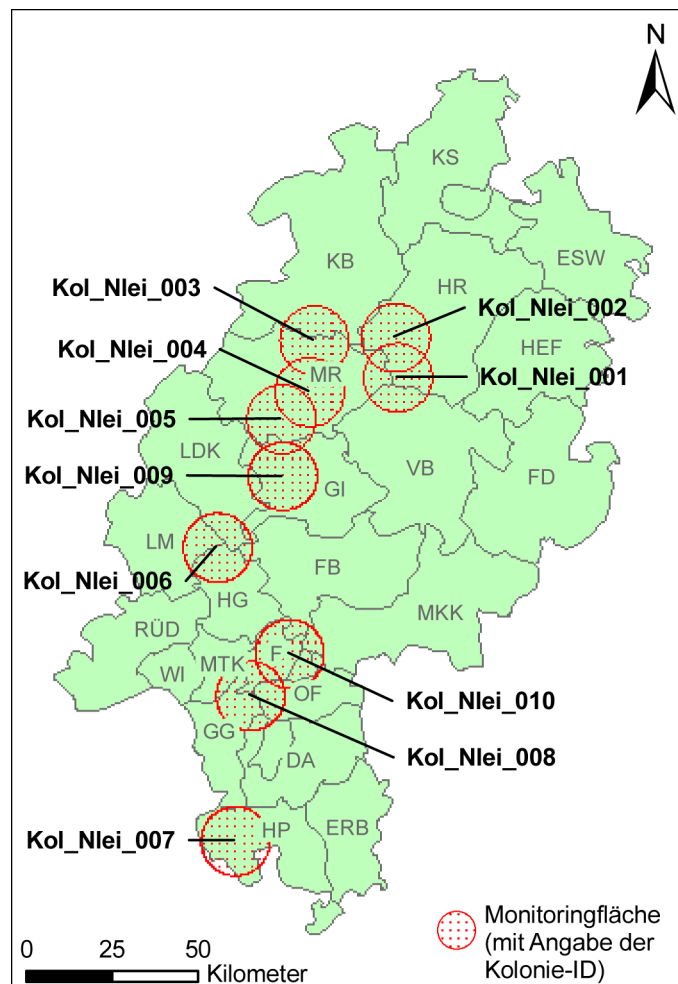 N
KS
KB
ESW
HR
Kol_Nlei_003
Kol_Nlei_002
HEF
Kol_Nlei_004
MR
Kol_Nlei_001
Kol_Nlei_005
LDK
VB
Kol_Nlei_009
GI
FD
LM
FB
Kol_Nlei_006
HG
MKK
RÜD
F
MTK
WI
OF
Kol_Nlei_010
GG
DA
Kol_Nlei_008
HP
ERB
Kol_Nlei_007
Monitoringfläche
(mit Angabe der
Kolonie-ID)
0 25 50
Kilometer